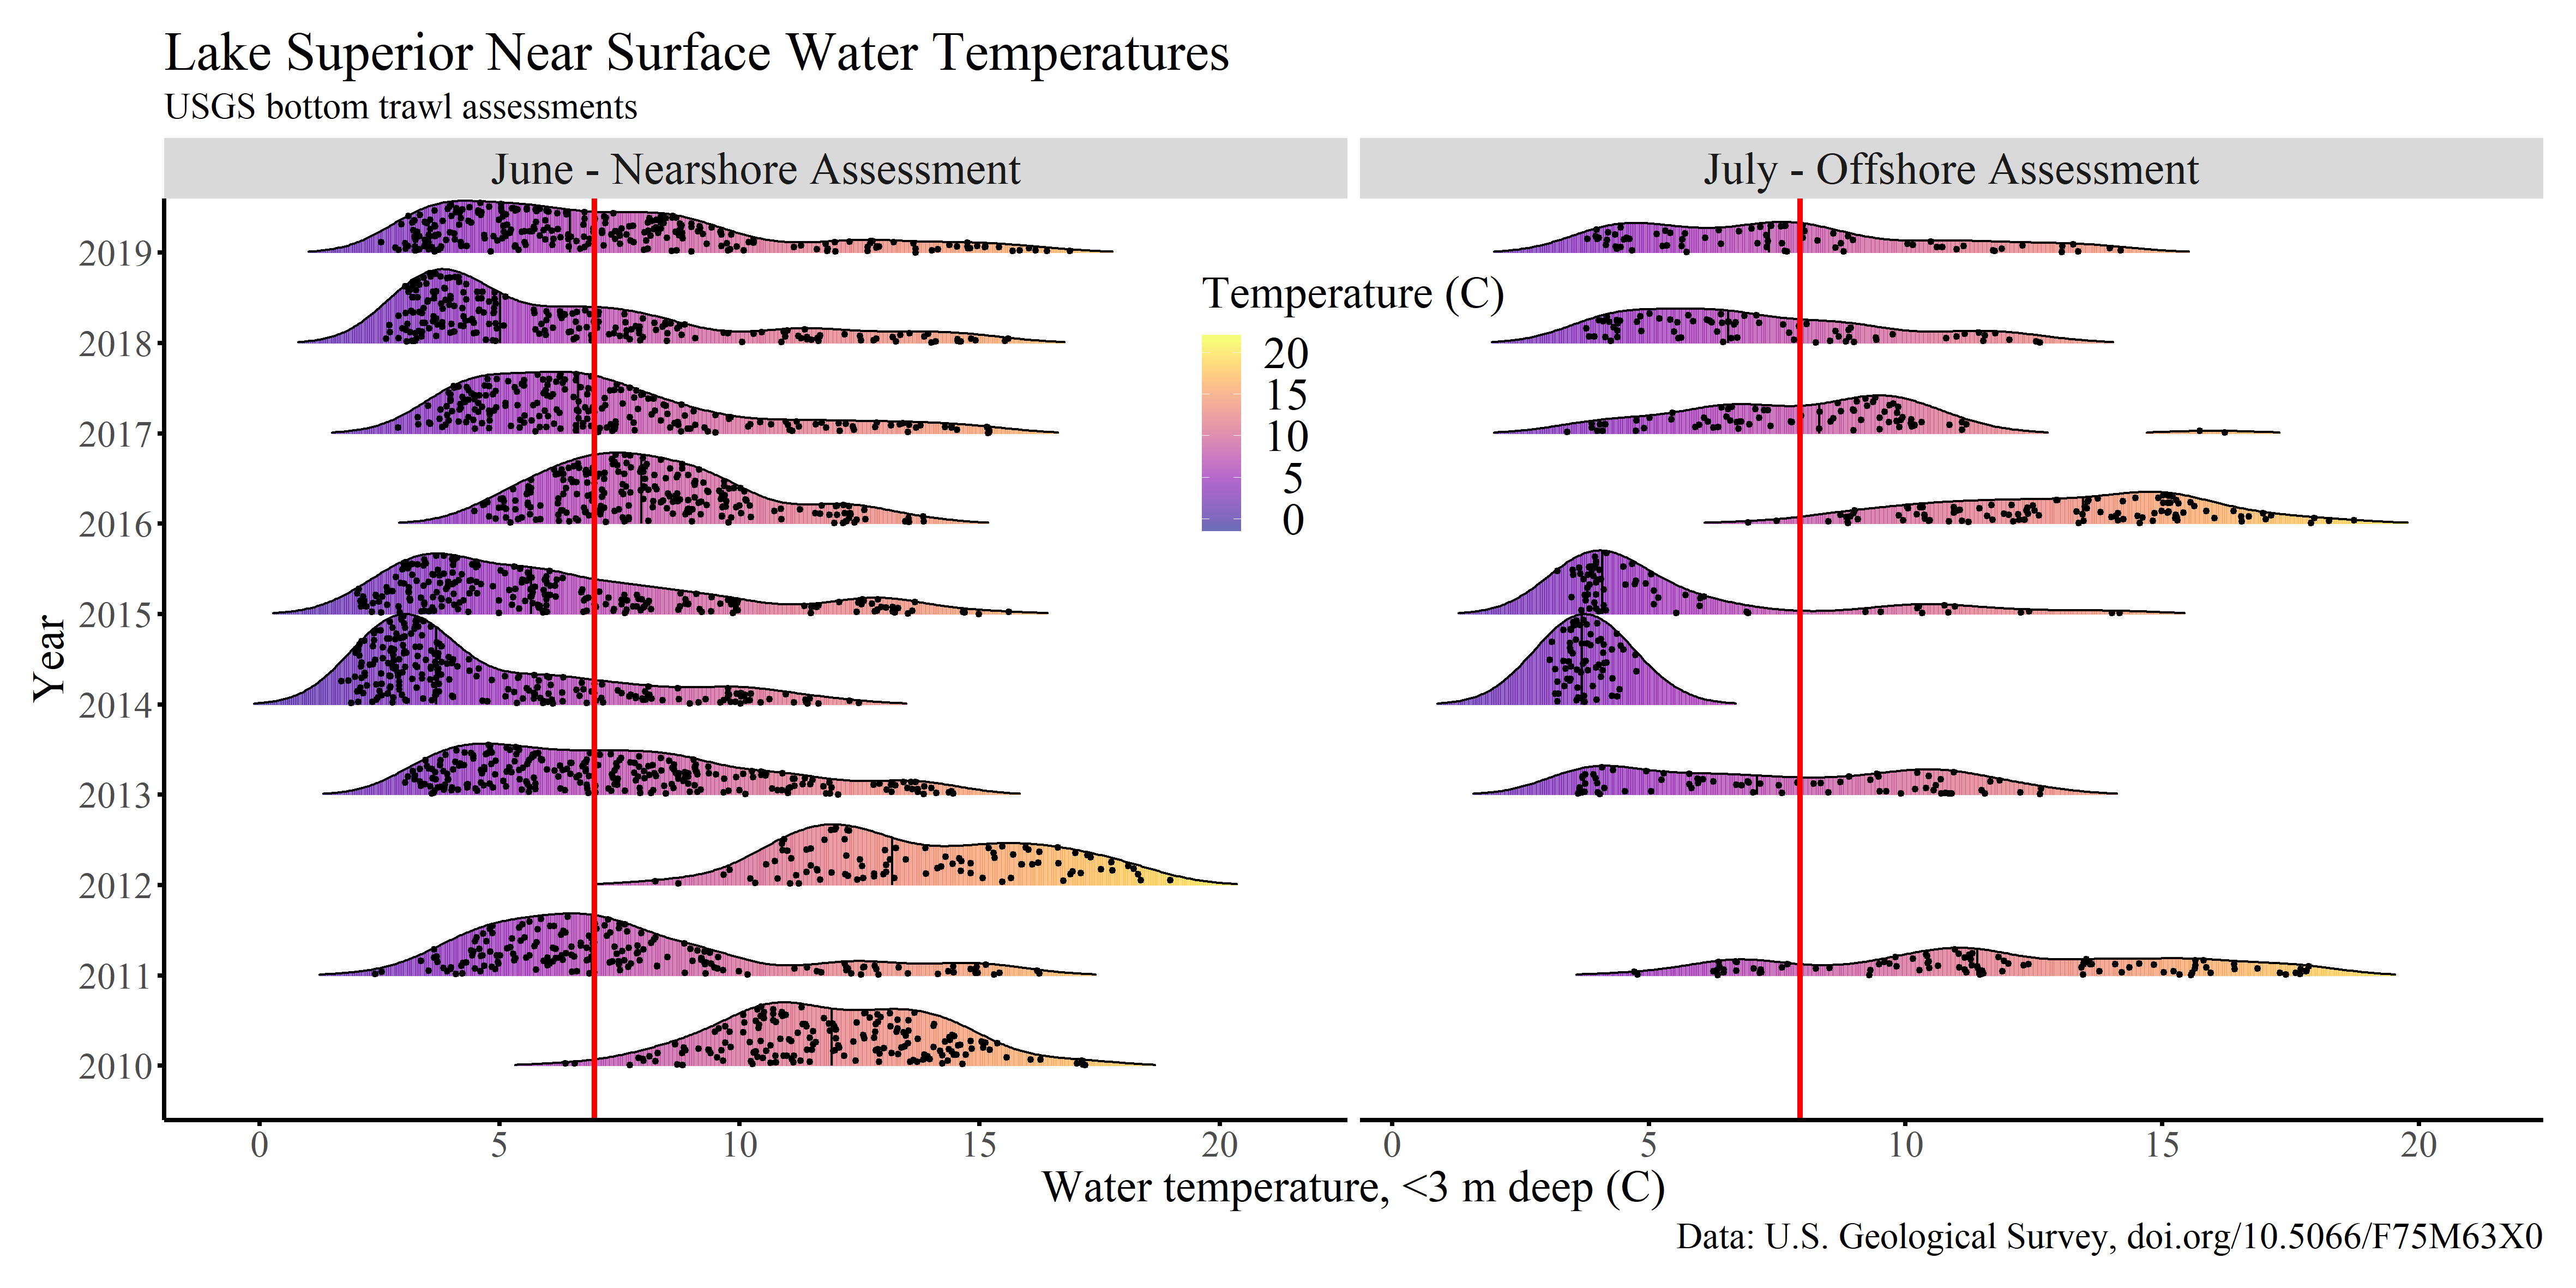 Lake Superior Near Surface Water Temperatures
USGS bottom trawl assessments
June - Nearshore Assessment
July - Offshore Assessment
Year
2019
2018
2017
2016
2015
2014
2013
2012
2011
2010
Temperature (C)
20
15
10
5
0
0 5 10 15 20
0 5 10 15 20
Water temperature, <3 m deep (C)
Data: U.S. Geological Survey, doi.org/10.5066/F75M63X0